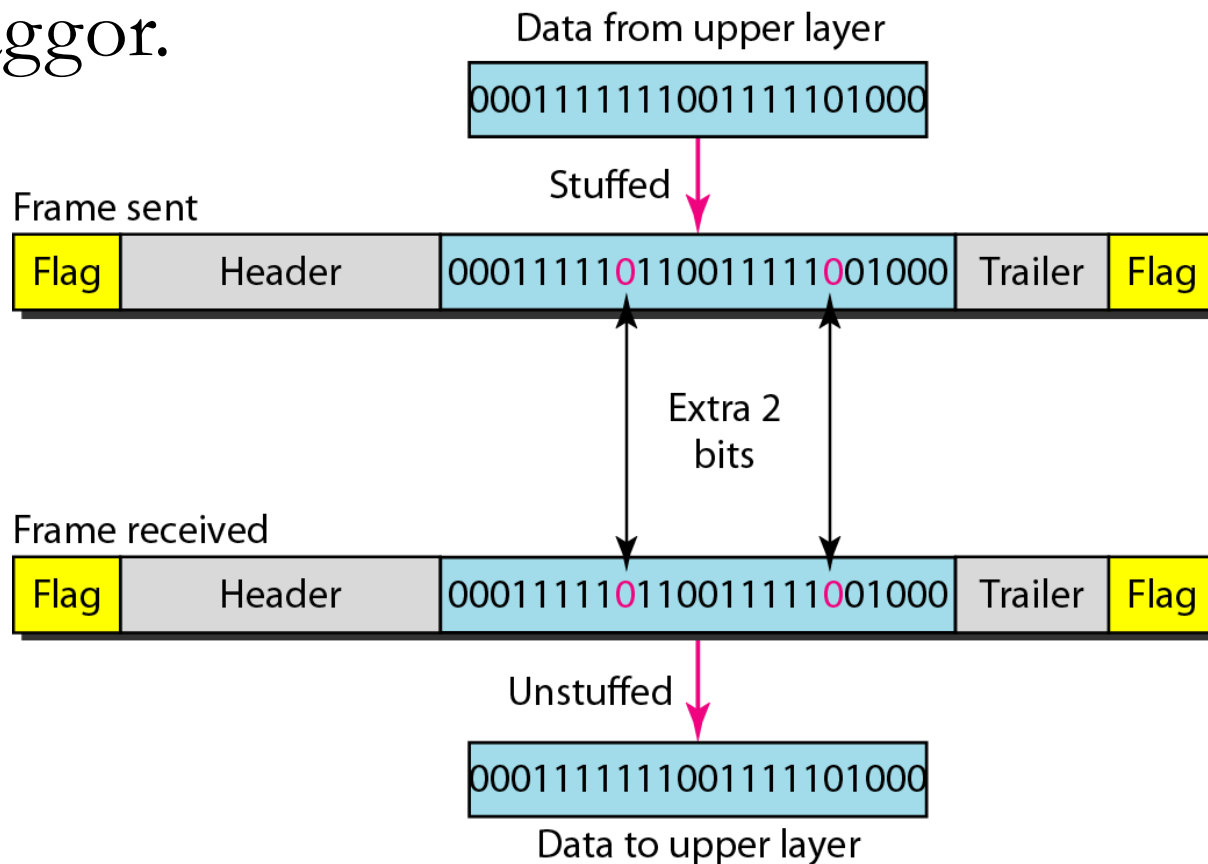 ggor.
Data from upper layer
0001111111001111101000
Stuffed
Frame sent
Flag Header 000111110110011111001000 Trailer Flag
Extra 2
bits
Frame received
Flag Header 000111110110011111001000 Trailer Flag
Unstuffed
0001111111001111101000
Data to upper layer